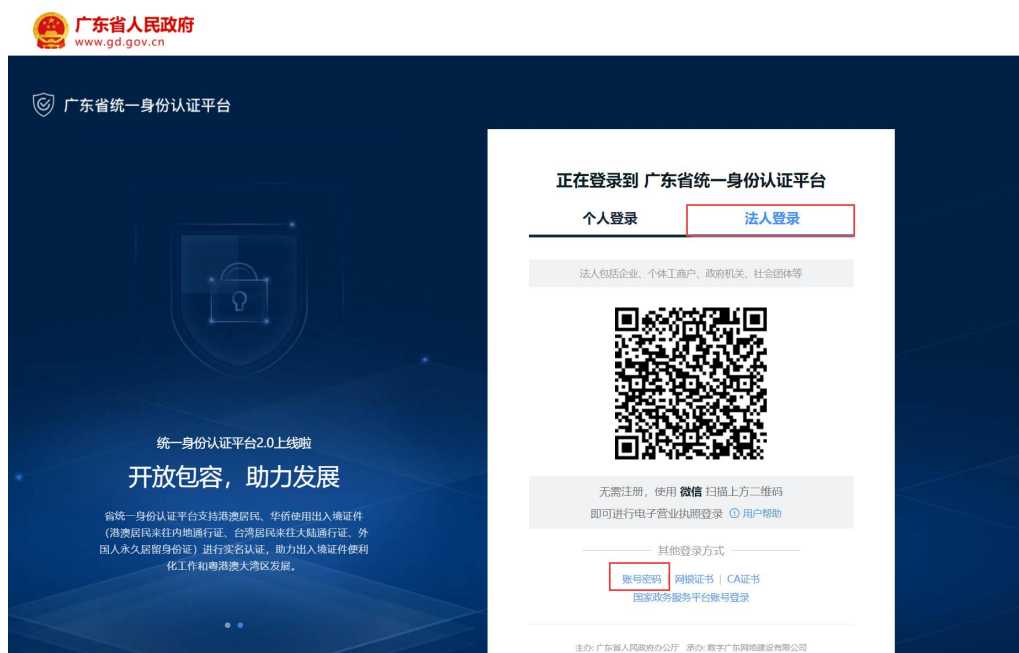 广东省人民政府
www.gd.gov.cn
广东省统一身份认证平台
统一身份认证平台2.0上线啦
开放包容，助力发展
省统一身份认证平台支持港澳居民、华侨使用出入境证件
（港澳居民来往内地通行证、台湾居民来往大陆通行证、外
国人永久居留身份证）进行实名认证，助力出入境证件便利
化工作和粤港澳大湾区发展。
正在登录到 广东省统一身份认证平台
个人登录 法人登录
法人包括企业、个体工商户、政府机关、社会团体等
无需注册，使用 微信 扫描上方二维码
即可进行电子营业执照登录 用户帮助
其他登录方式
账号密码 | 网银证书 | CA证书
国家政务服务平台账号登录
主办: 广东省人民政府办公厅 承办: 数字广东网络建设有限公司